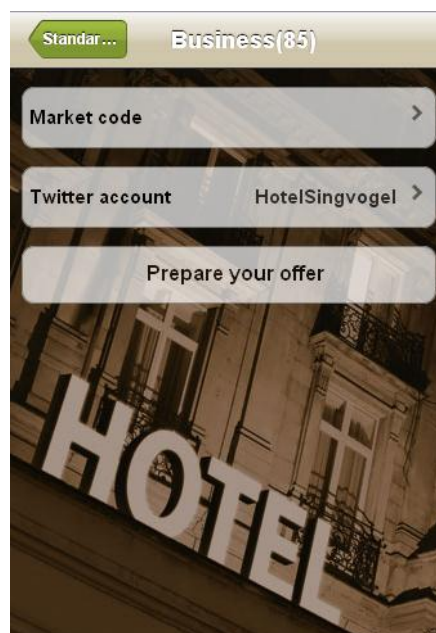 Standar...
Business(85)
Market code
Twitter account HotelSingvogel
Prepare your offer
HOTEL